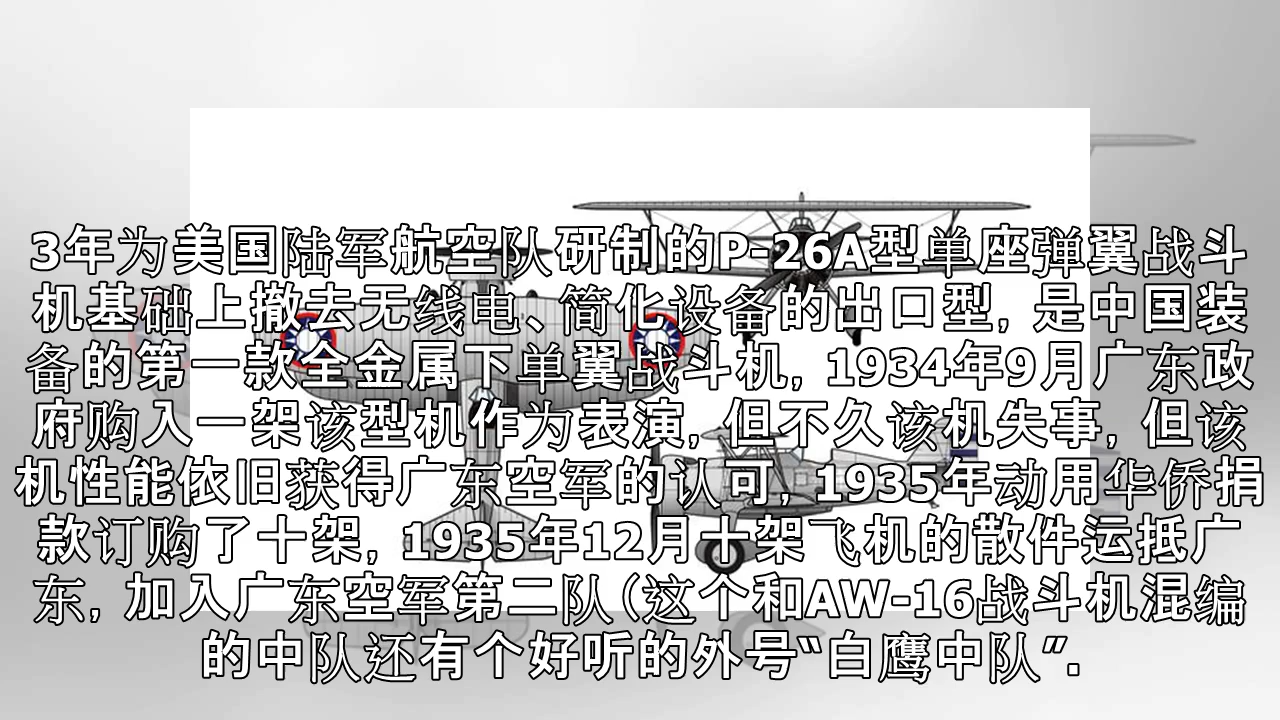 3年为美国陆军航空队研制的P-26A型单座弹翼战斗
机基础上撤去无线电、简化设备的出口型, 是中国装
备的第一款全金属下单翼战斗机, 1934年9月广东政
府购入一架该型机作为表演, 但不久该机失事, 但该
机性能依旧获得广东空军的认可, 1935年动用华侨捐
款订购了十架, 1935年12月十架飞机的散件运抵广
东, 加入广东空军第二队(这个和AW-16战斗机混编
的中队还有个好听的外号“白鹰中队”.